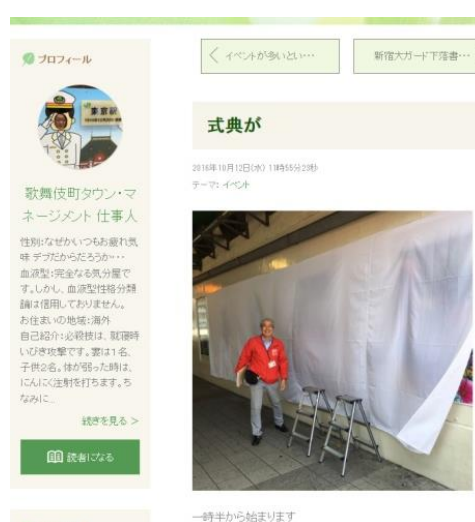 プロフィール
東京駅
歌舞伎町タウン・マ
ネージメント 仕事人
性別:なぜかいつもお疲れ気
味 デブだからだろうか・・・
血液型:完全なる気分屋で
す。しかし、血液型性格分類
論は信用しておりません。
お住まいの地域:海外
自己紹介:必殺技は、就寝時
いびき攻撃です。妻は1名、
子供2名。体が弱った時は、
にんにく注射を打ちます。ち
なみに...
続きを見る >
読者になる
イベントが多いとい・・・
新宿大ガード下落書・・・
式典が
2016年10月12日(水) 11時55分23秒
テーマ: イベント
一時半から始まります